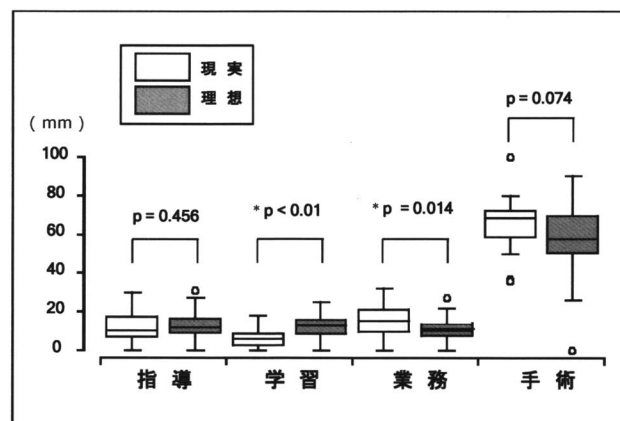 現 実
理 想
( mm )
p = 0.074
100
80
60
40
20
0
p = 0.456
* p < 0.01
* p = 0.014
指 導
学 習
業 務
手 術